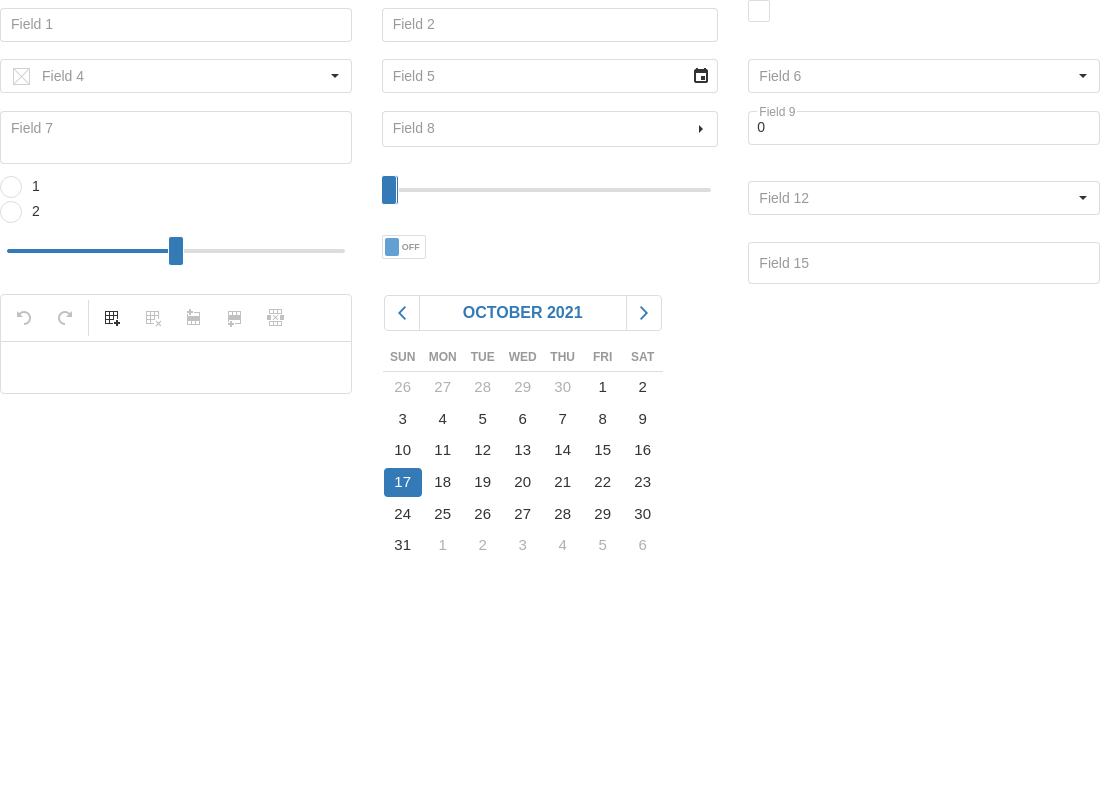 Field 1
Field 2
Field 4
Field 5
Field 6
Field 7
Field 8
Field 9
0
1
2
Field 12
OFF
Field 15
OCTOBER 2021
SUN MON TUE WED THU FRI SAT
26 27 28 29 30 1 2
3 4 5 6 7 8 9
10 11 12 13 14 15 16
17 18 19 20 21 22 23
24 25 26 27 28 29 30
31 1 2 3 4 5 6